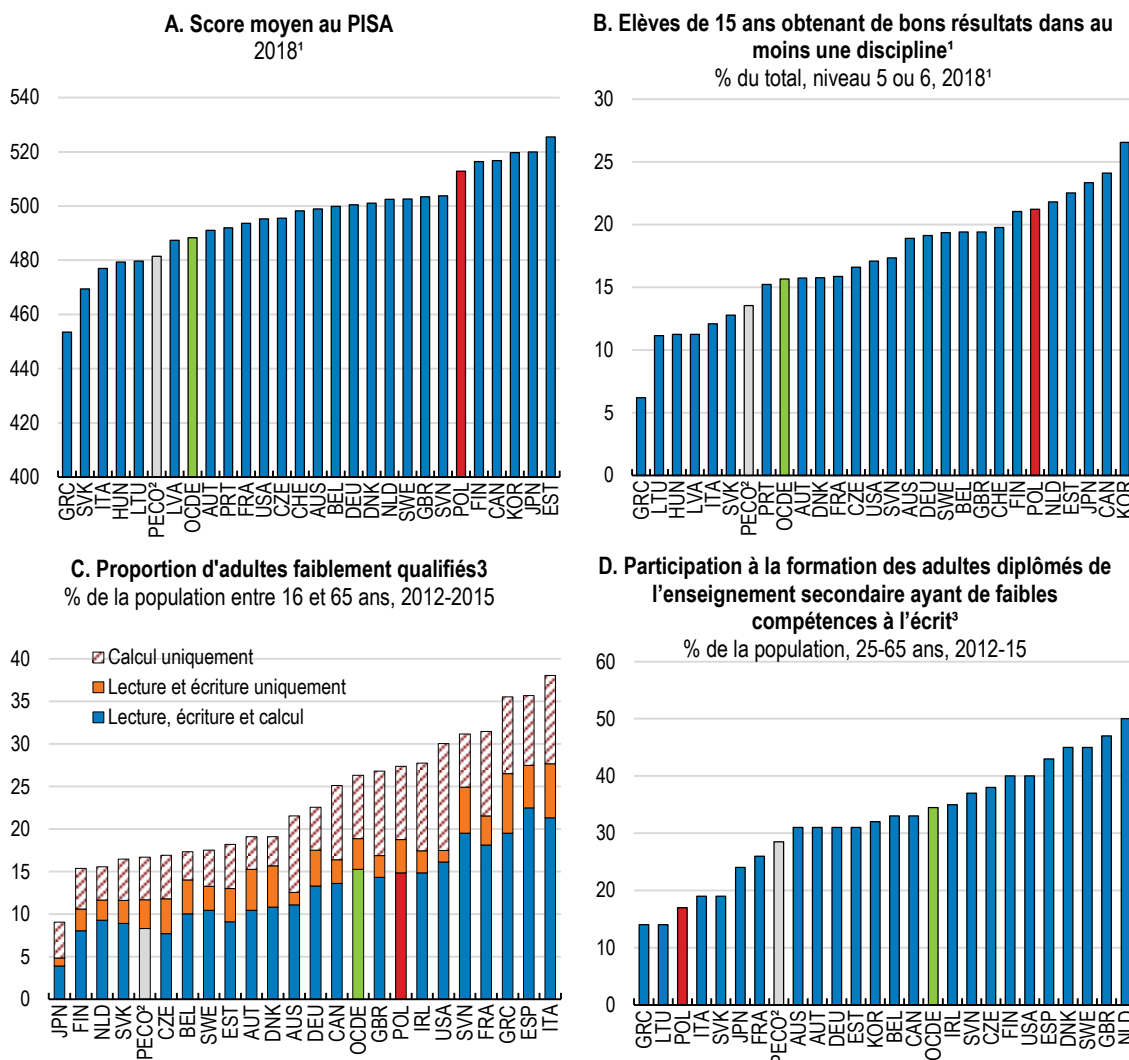 A. Score moyen au PISA
2018¹
540
520
500
480
460
440
420
400
GRC
SVK
ITA
HUN
LTU
PECO²
LVA
OCDE
AUT
PRT
FRA
USA
CZE
CHE
AUS
BEL
DEU
DNK
NLD
SWE
GBR
SVN
POL
FIN
CAN
KOR
JPN
EST
B. Elèves de 15 ans obtenant de bons résultats dans au
moins une discipline¹
% du total, niveau 5 ou 6, 2018¹
30
25
20
15
10
5
0
GRC
LTU
HUN
LVA
ITA
SVK
PECO²
PRT
OCDE
AUT
DNK
FRA
CZE
USA
SVN
AUS
DEU
SWE
BEL
GBR
CHE
FIN
POL
NLD
EST
JPN
CAN
KOR
C. Proportion d'adultes faiblement qualifiés3
% de la population entre 16 et 65 ans, 2012-2015
40
35
30
25
20
15
10
5
0
Calcul uniquement
Lecture et écriture uniquement
Lecture, écriture et calcul
JPN
FIN
NLD
SVK
PECO²
CZE
BEL
SWE
EST
AUT
DNK
AUS
DEU
CAN
OCDE
GBR
POL
IRL
USA
SVN
FRA
GRC
ESP
ITA
D. Participation à la formation des adultes diplômés de
l’enseignement secondaire ayant de faibles
compétences à l’écrit³
% de la population, 25-65 ans, 2012-15
60
50
40
30
20
10
0
GRC
LTU
POL
ITA
SVK
JPN
FRA
PECO²
AUS
AUT
DEU
EST
KOR
BEL
CAN
OCDE
IRL
SVN
CZE
FIN
USA
ESP
DNK
SWE
GBR
NLD